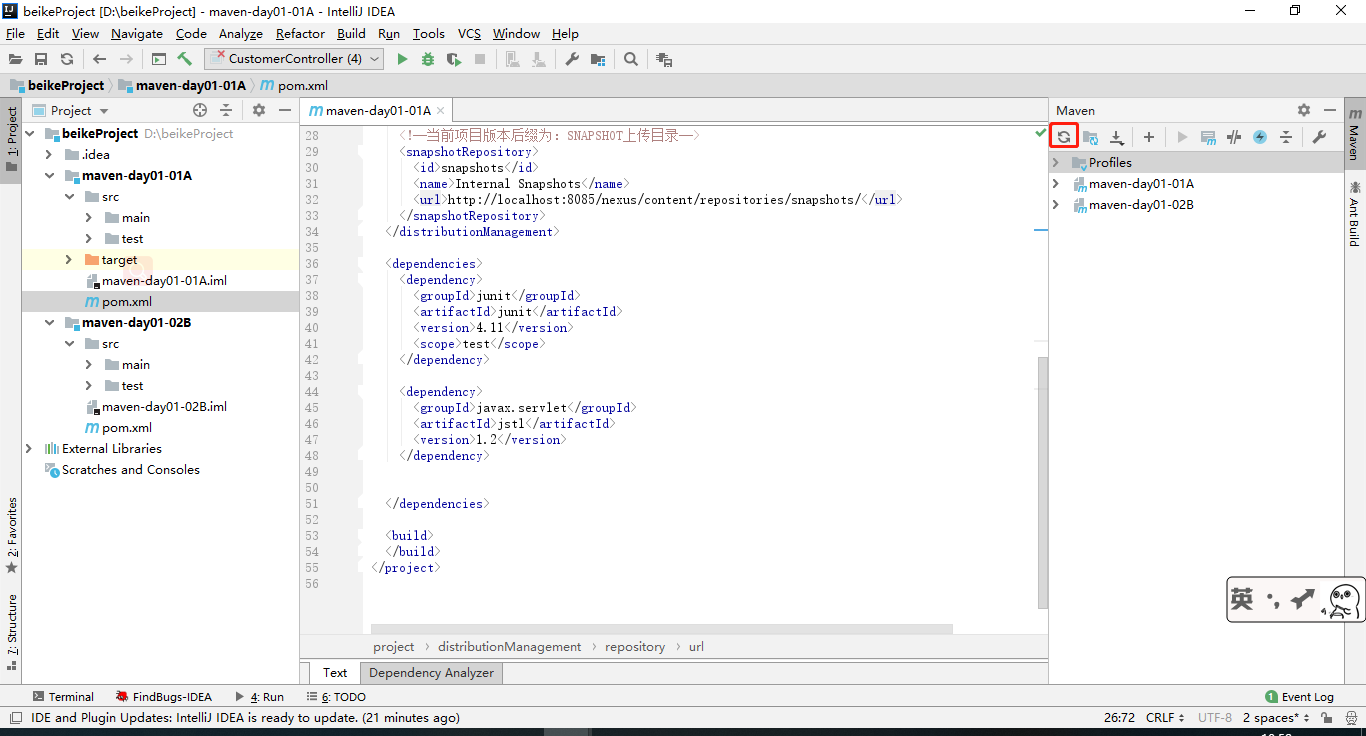 beikeProject [D:\beikeProject] - maven-day01-01A - IntelliJ IDEA
File Edit View Navigate Code Analyze Refactor Build Run Tools VCS Window Help
CustomerController (4)
beikeProject maven-day01-01A pom.xml
1: Project
Project
beikeProject D:\beikeProject
.idea
maven-day01-01A
src
main
test
target
maven-day01-01A.iml
pom.xml
maven-day01-02B
src
main
test
maven-day01-02B.iml
pom.xml
External Libraries
Scratches and Consoles
2: Favorites
7: Structure
maven-day01-01A
28 <!--当前项目版本后缀为：SNAPSHOT上传目录-->
29 <snapshotRepository>
30 <id>snapshots</id>
31 <name>Internal Snapshots</name>
32 <url>http://localhost:8085/nexus/content/repositories/snapshots/</url>
33 </snapshotRepository>
34 </distributionManagement>
35
36 <dependencies>
37 <dependency>
38 <groupId>junit</groupId>
39 <artifactId>junit</artifactId>
40 <version>4.11</version>
41 <scope>test</scope>
42 </dependency>
43
44 <dependency>
45 <groupId>javax.servlet</groupId>
46 <artifactId>jstl</artifactId>
47 <version>1.2</version>
48 </dependency>
49
50
51 </dependencies>
52
53 <build>
54 </build>
55 </project>
56
project › distributionManagement › repository › url
Text Dependency Analyzer
Maven
Profiles
maven-day01-01A
maven-day01-02B
Maven
Ant Build
英
Terminal FindBugs-IDEA 4: Run 6: TODO 1 Event Log
IDE and Plugin Updates: IntelliJ IDEA is ready to update. (21 minutes ago) 26:72 CRLF UTF-8 2 spaces*